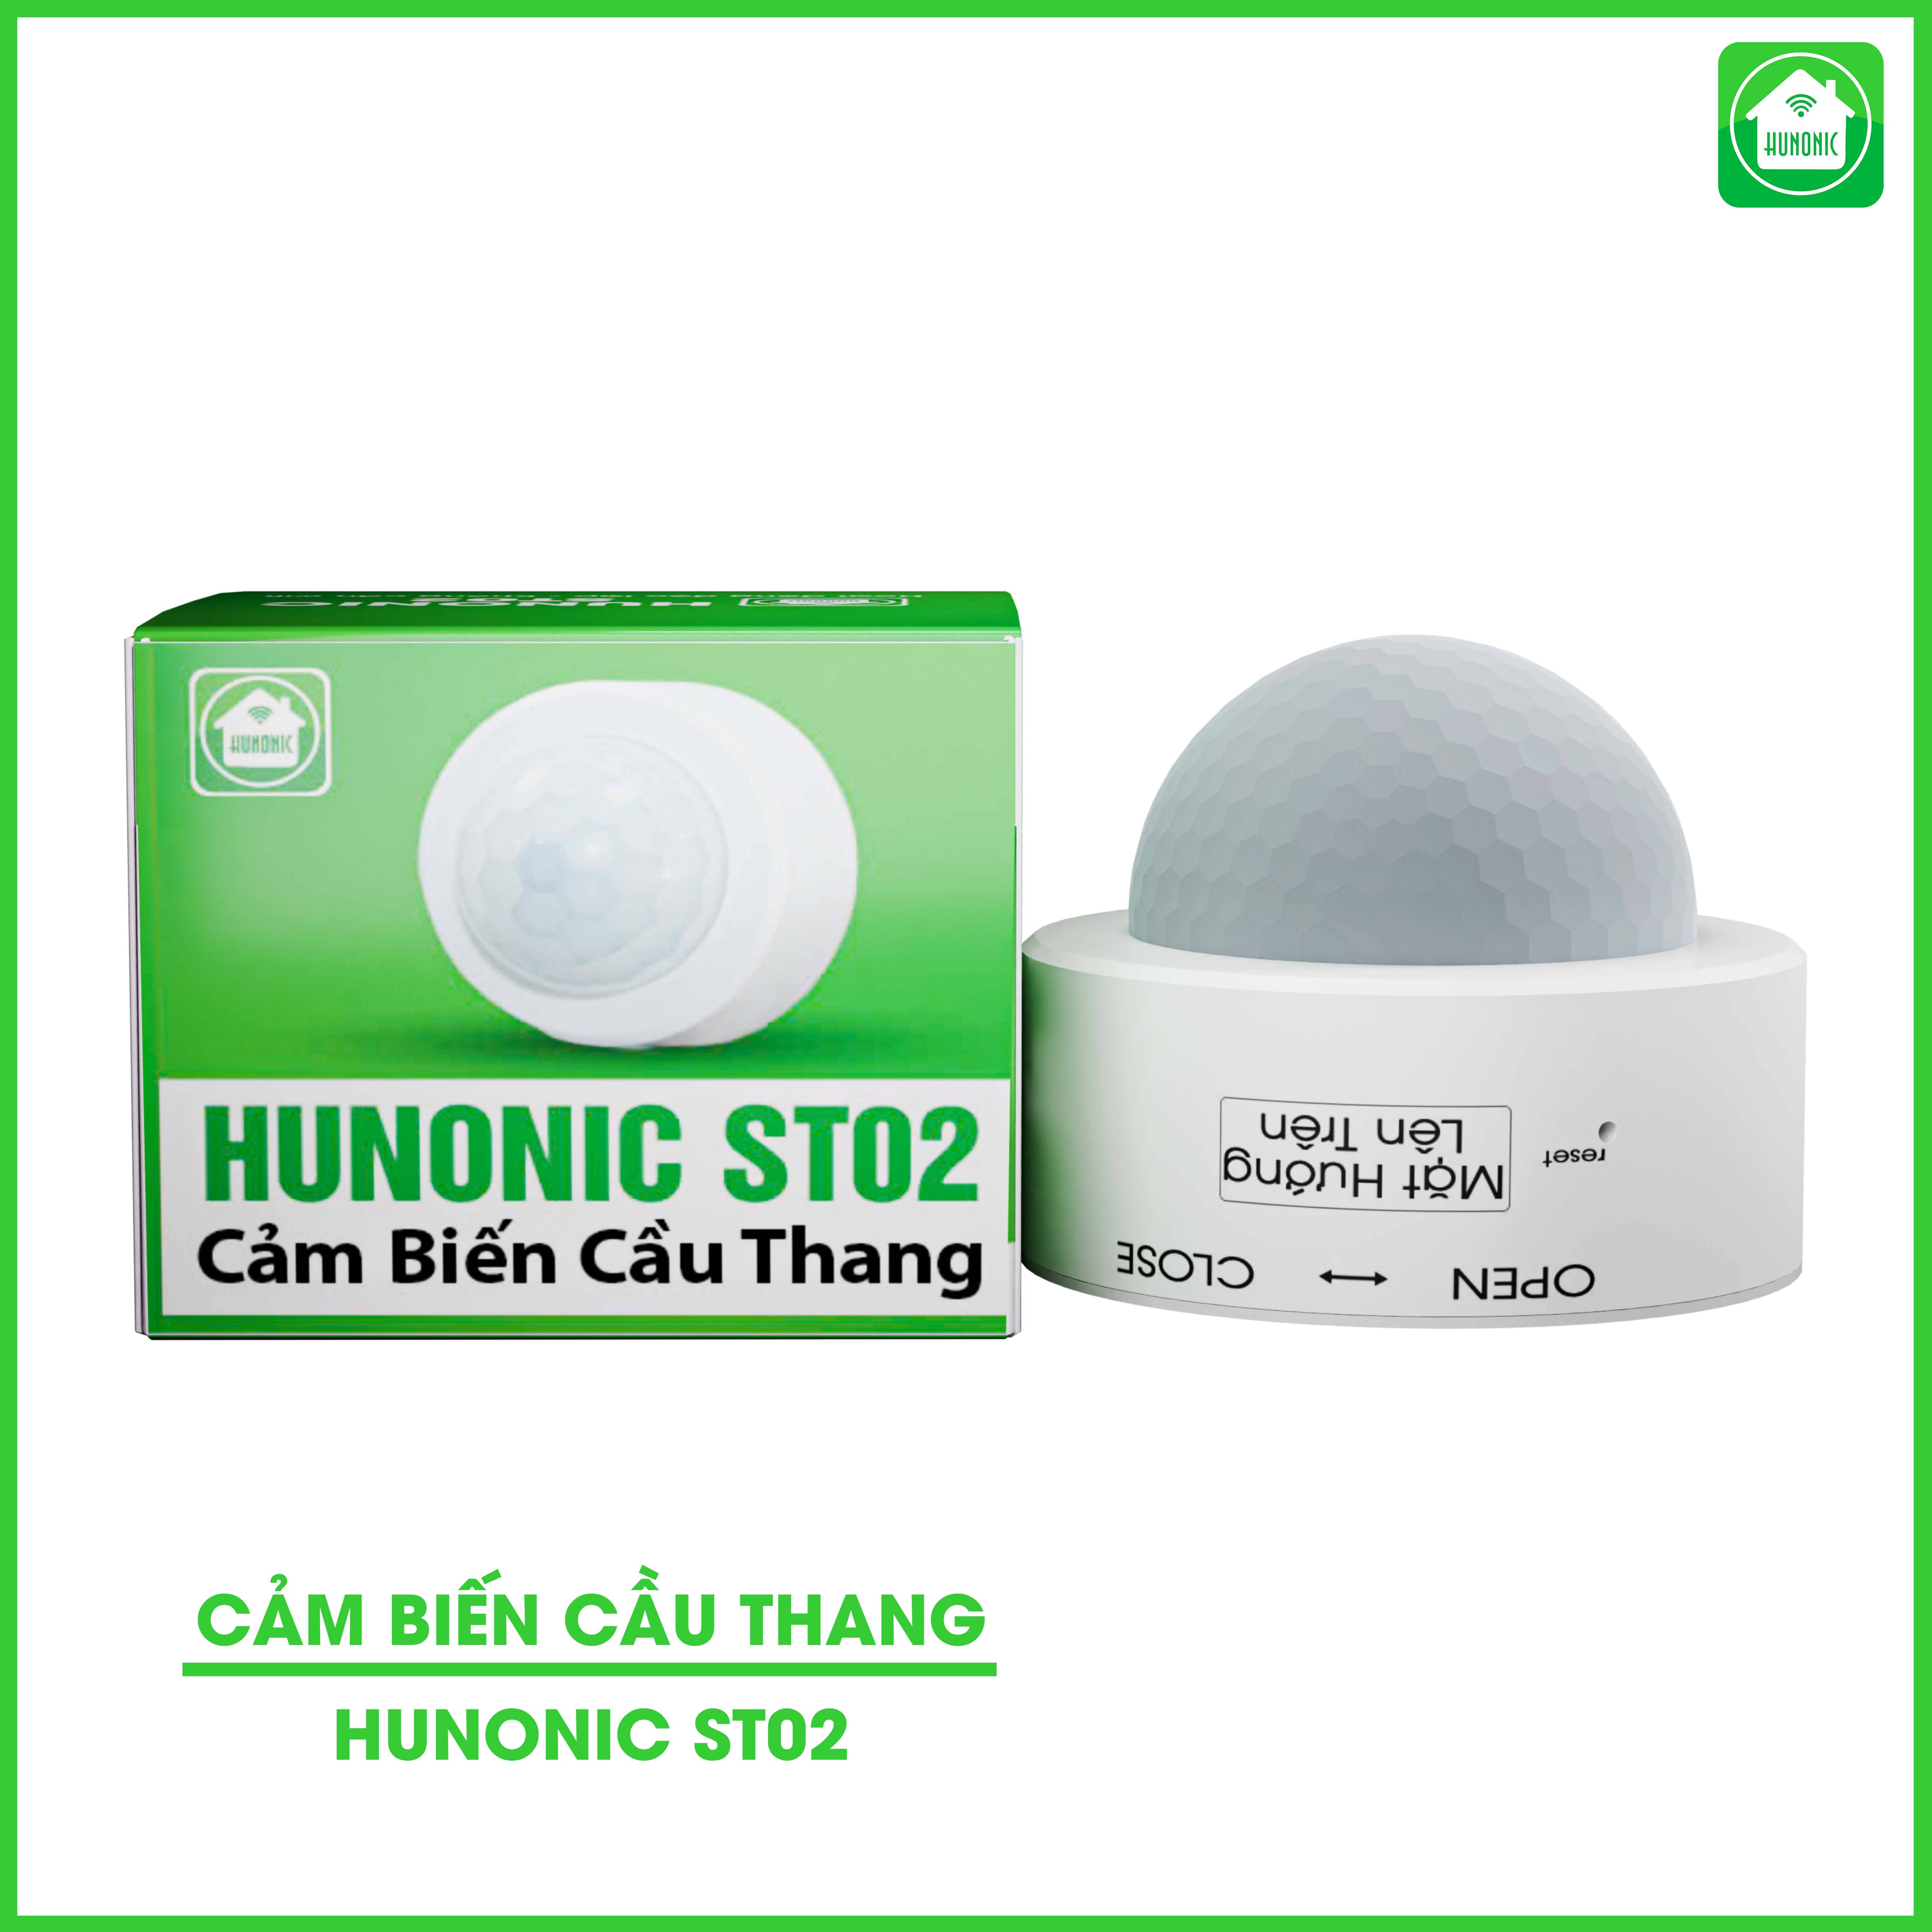 HUNONIC
HUNONIC
HUNONIC
HUNONIC ST02
Cảm Biến Cầu Thang
Mặt Hướng
Lên Trên
reset
OPEN ↔ CLOSE
CẢM BIẾN CẦU THANG
HUNONIC ST02